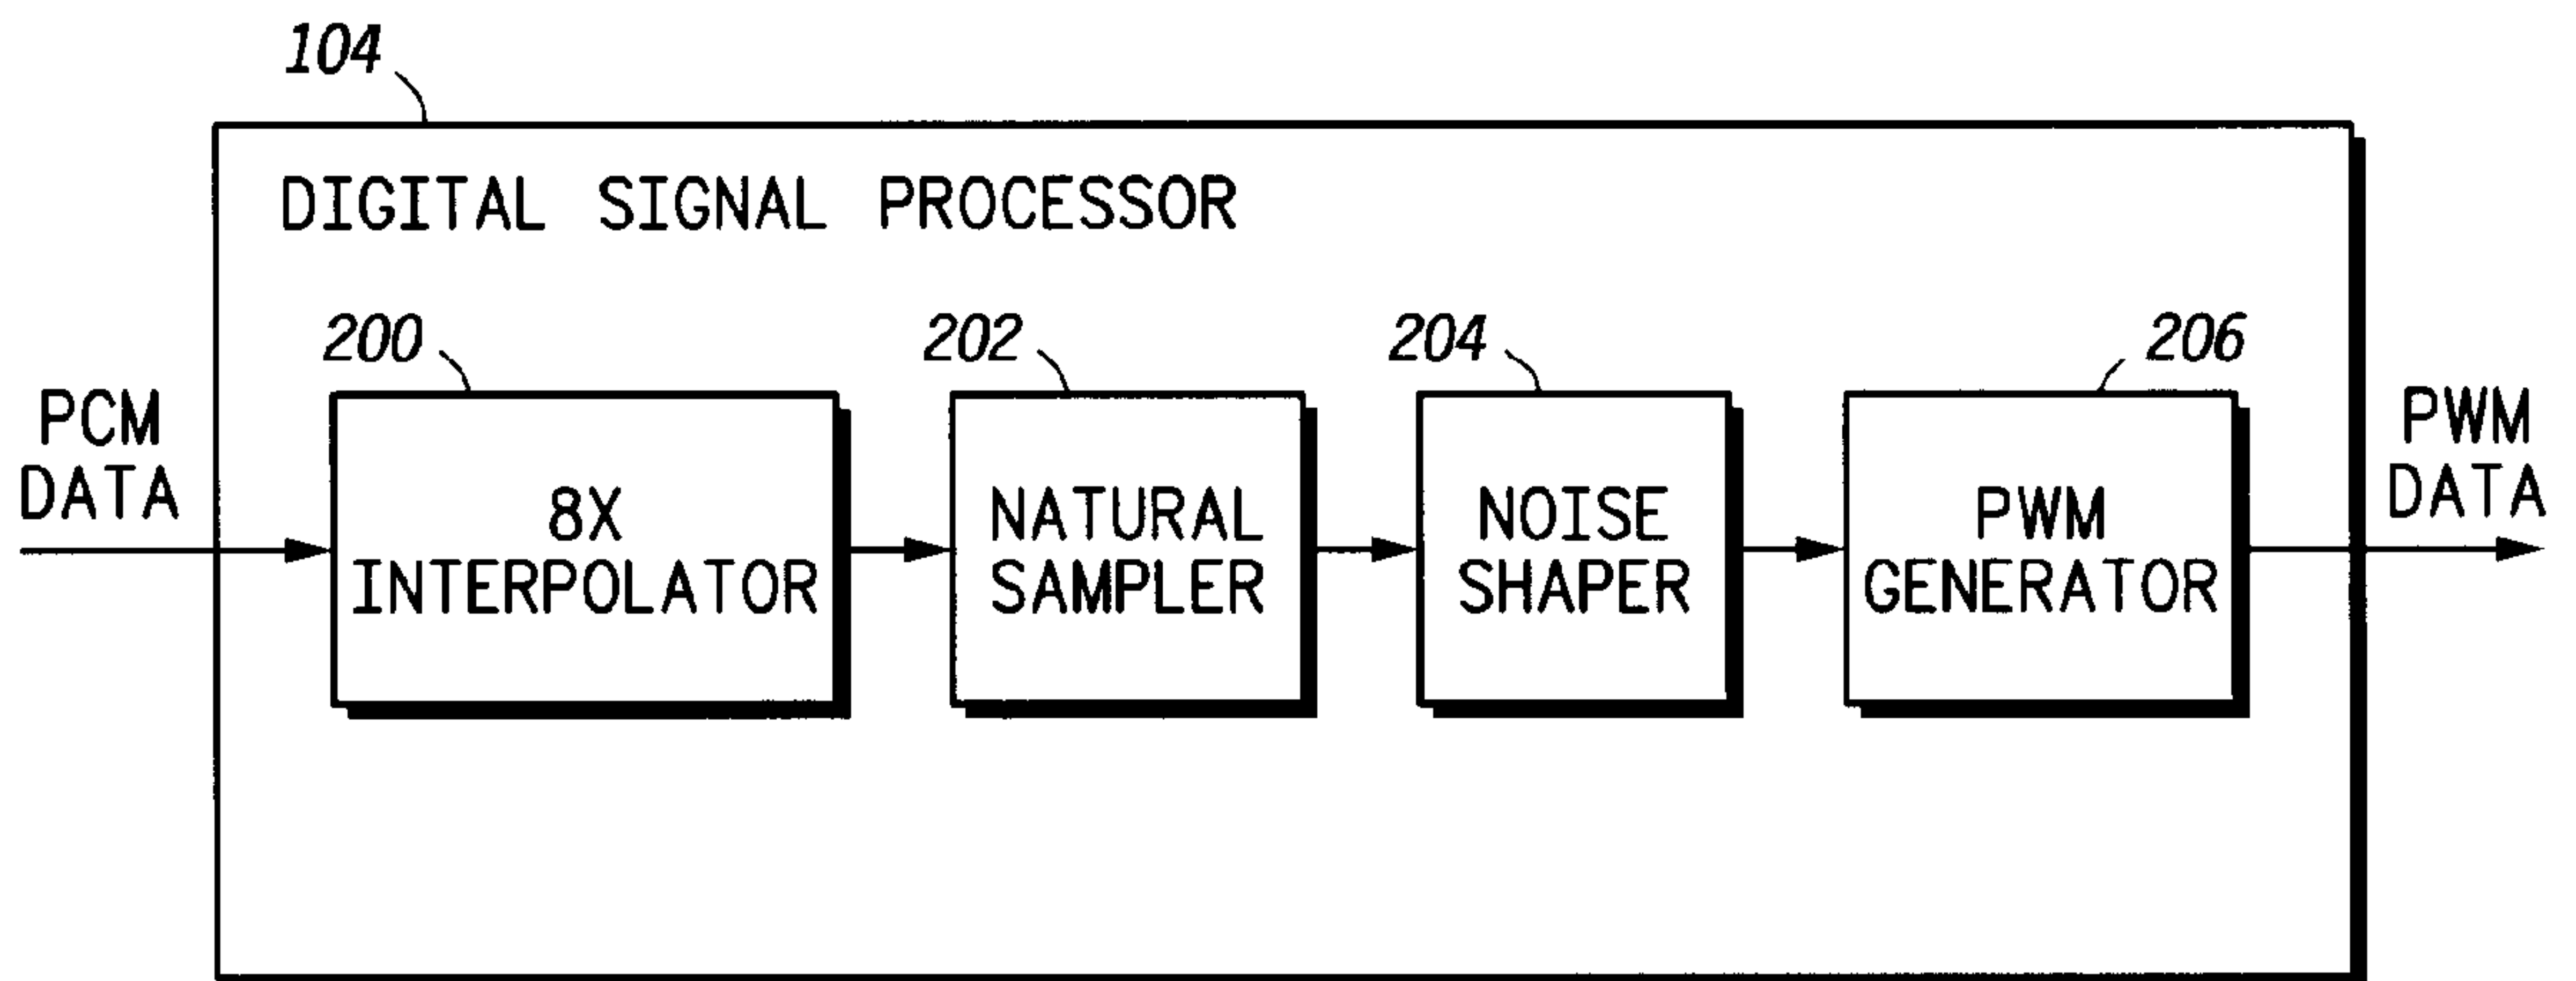 104
DIGITAL SIGNAL PROCESSOR
200
202
204
206
PCM
DATA
8X
INTERPOLATOR
NATURAL
SAMPLER
NOISE
SHAPER
PWM
GENERATOR
PWM
DATA